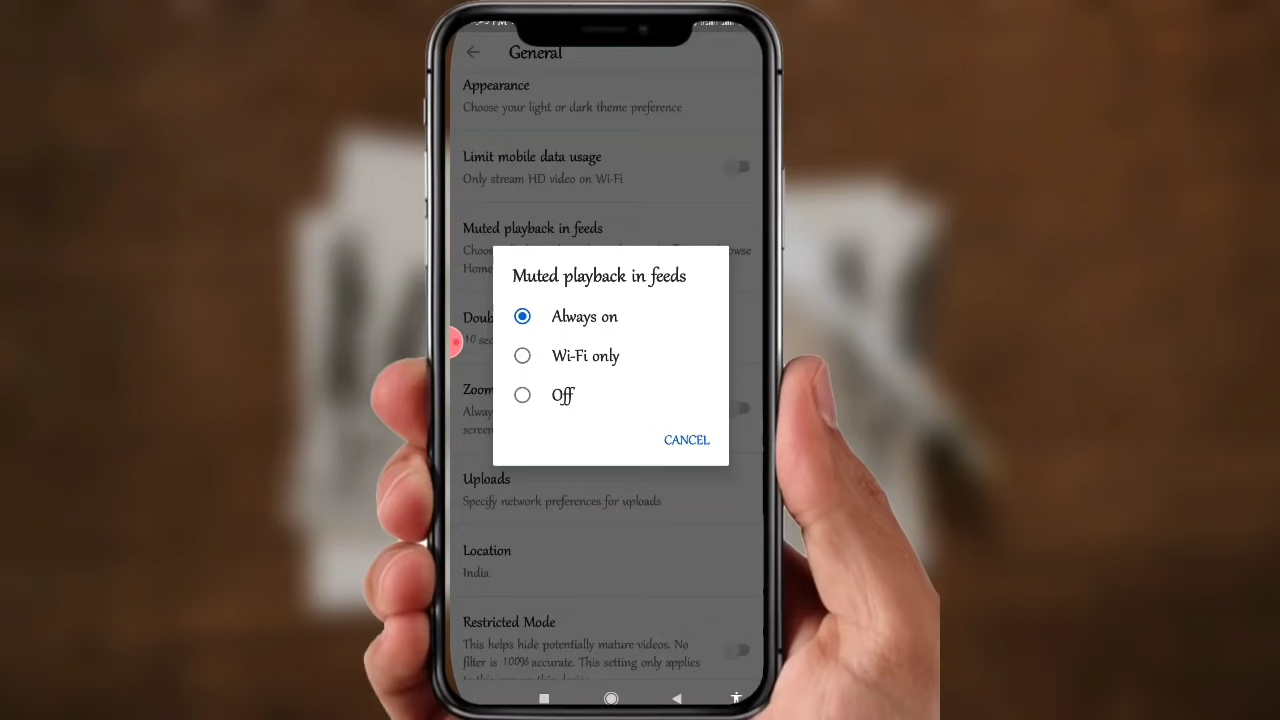 General
Appearance
Choose your light or dark theme preference
Limit mobile data usage
Only stream HD video on Wi-Fi
Muted playback in feeds
Home
10 sec
Zoom
Always
screen
Muted playback in feeds
Always on
Wi-Fi only
Off
CANCEL
Uploads
Specify network preferences for uploads
Location
India
Restricted Mode
This helps hide potentially mature videos. No
filter is 100% accurate. This setting only applies